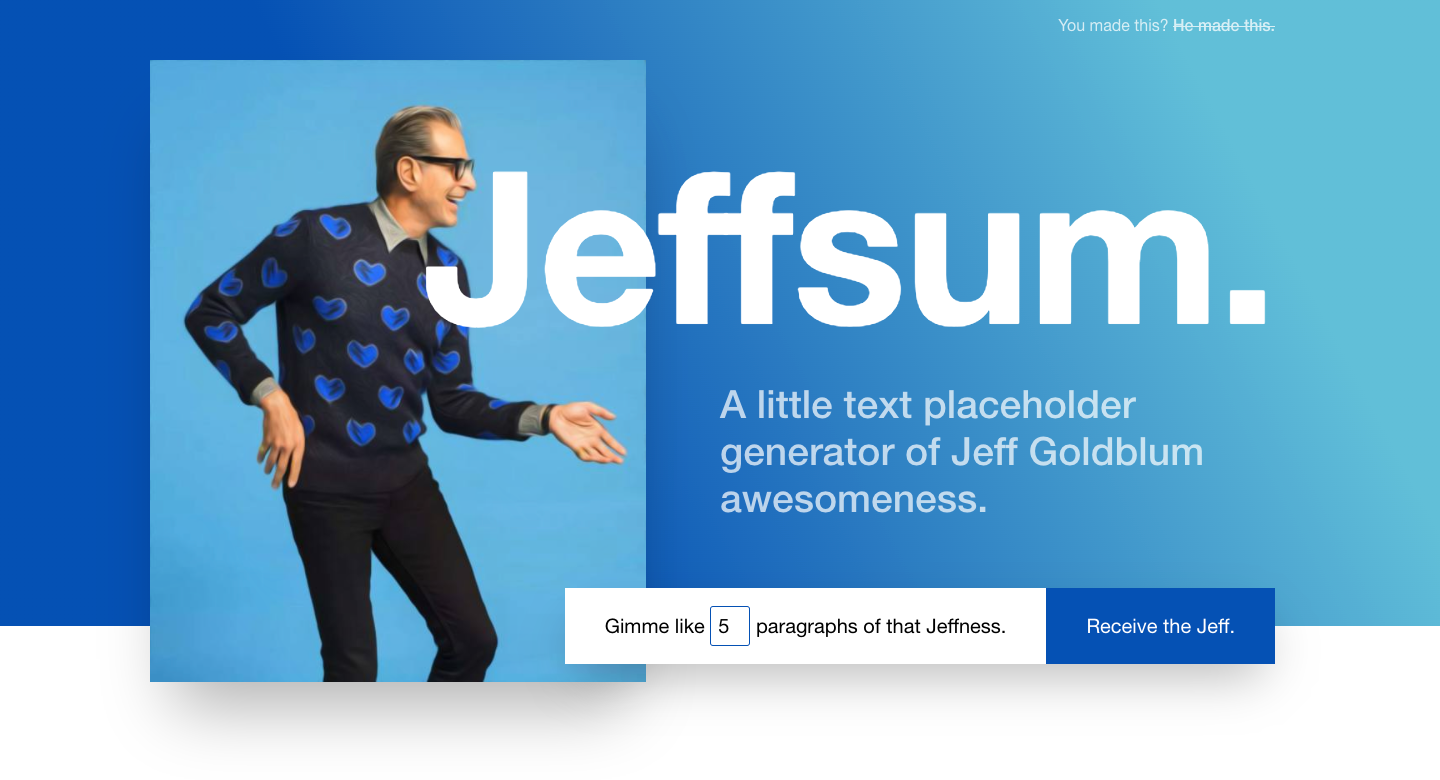 You made this? He made this.
Jeffsum.
A little text placeholder
generator of Jeff Goldblum
awesomeness.
Gimme like 5 paragraphs of that Jeffness.
Receive the Jeff.